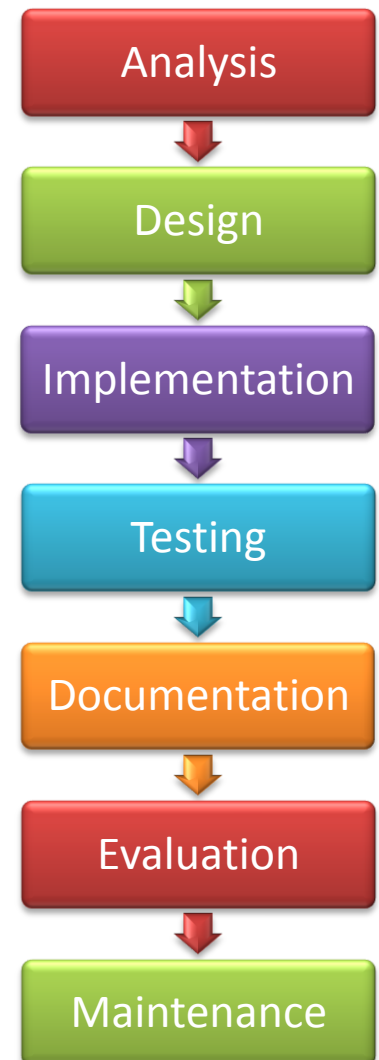 Analysis
Design
Implementation
Testing
Documentation
Evaluation
Maintenance